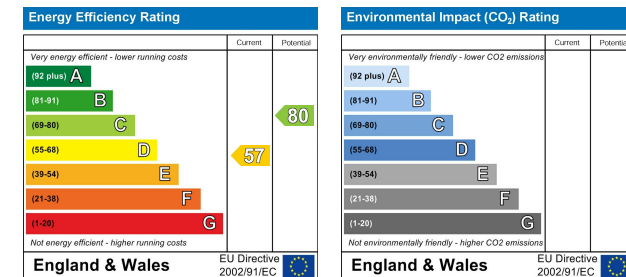 Energy Efficiency Rating
Current Potential
Very energy efficient - lower running costs
(92 plus) A
(81-91) B
(69-80) C
(55-68) D
(39-54) E
(21-38) F
(1-20) G
80
57
Not energy efficient - higher running costs
England & Wales
EU Directive
2002/91/EC
Environmental Impact (CO₂) Rating
Current Potential
Very environmentally friendly - lower CO2 emissions
(92 plus) A
(81-91) B
(69-80) C
(55-68) D
(39-54) E
(21-38) F
(1-20) G
Not environmentally friendly - higher CO2 emissions
England & Wales
EU Directive
2002/91/EC